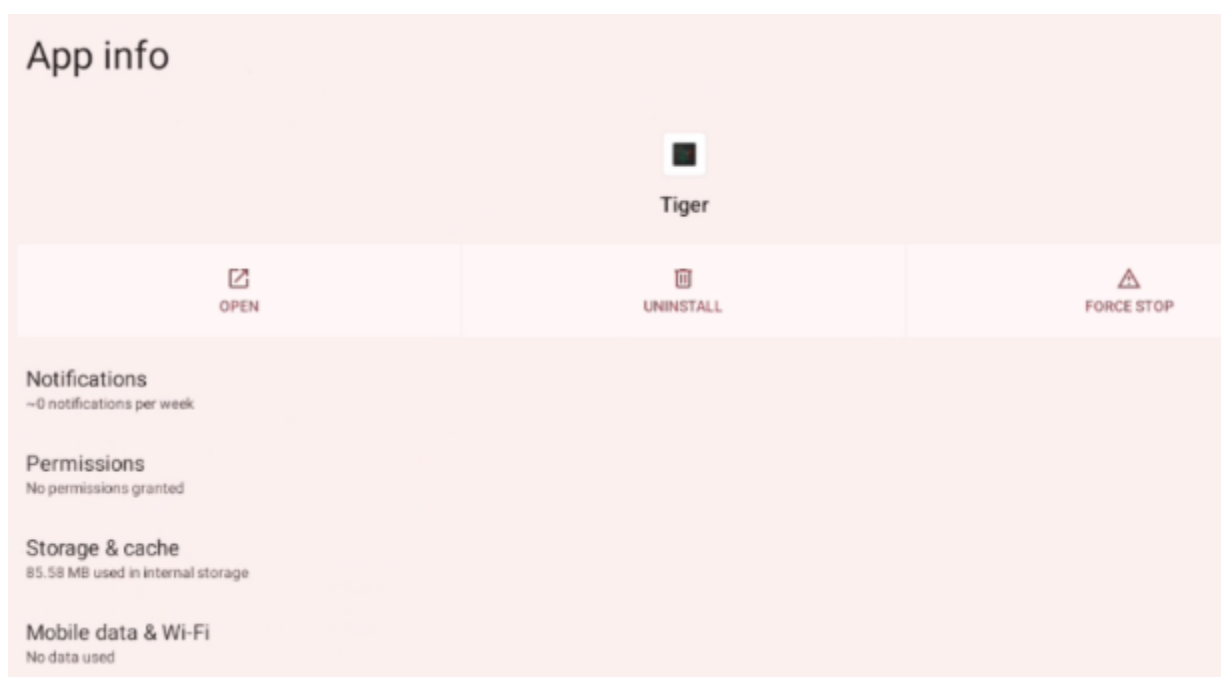 App info
Tiger
OPEN
UNINSTALL
FORCE STOP
Notifications
~0 notifications per week
Permissions
No permissions granted
Storage & cache
85.58 MB used in internal storage
Mobile data & Wi-Fi
No data used